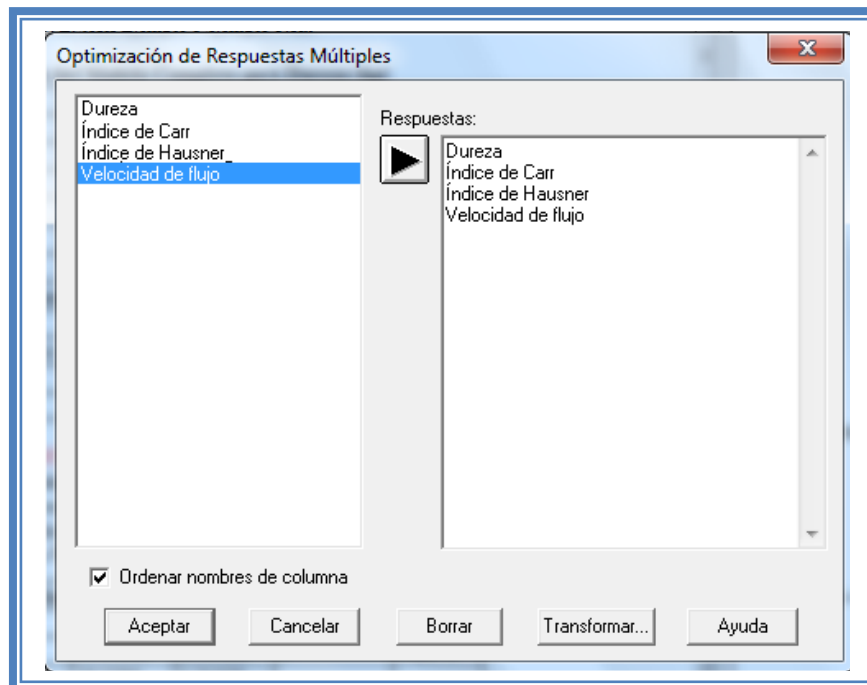 Optimización de Respuestas Múltiples
Dureza
Índice de Carr
Índice de Hausner_
Velocidad de flujo
Respuestas:
Dureza
Índice de Carr
Índice de Hausner
Velocidad de flujo
Ordenar nombres de columna
Aceptar
Cancelar
Borrar
Transformar...
Ayuda